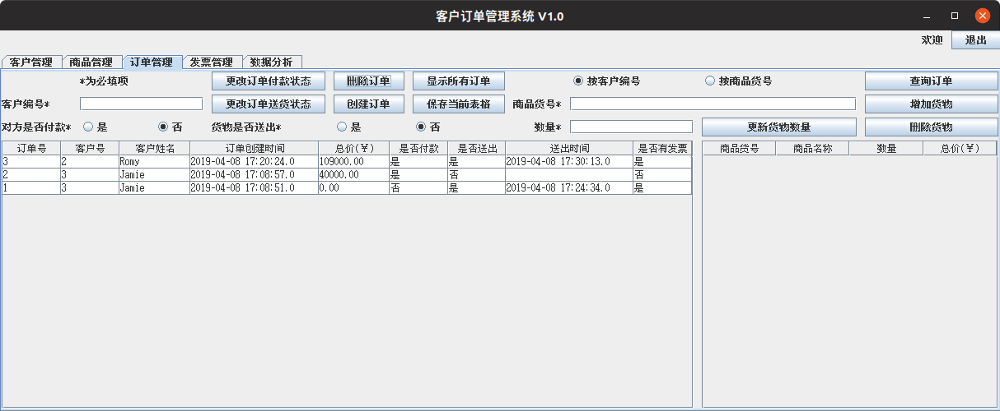 客户订单管理系统 V1.0
欢迎 退出
客户管理 商品管理 订单管理 发票管理 数据分析
*为必填项 更改订单付款状态 删除订单 显示所有订单 按客户编号 按商品货号 查询订单
客户编号* 更改订单送货状态 创建订单 保存当前表格 商品货号* 增加货物
对方是否付款* 是 否 货物是否送出* 是 否 数量* 更新货物数量 删除货物
订单号 客户号 客户姓名 订单创建时间 总价(¥) 是否付款 是否送出 送出时间 是否有发票 商品货号 商品名称 数量 总价(¥)
3 2 Romy 2019-04-08 17:20:24.0 109000.00 是 是 2019-04-08 17:30:13.0 是
2 3 Jamie 2019-04-08 17:08:57.0 40000.00 是 否 否
1 3 Jamie 2019-04-08 17:08:51.0 0.00 否 是 2019-04-08 17:24:34.0 是